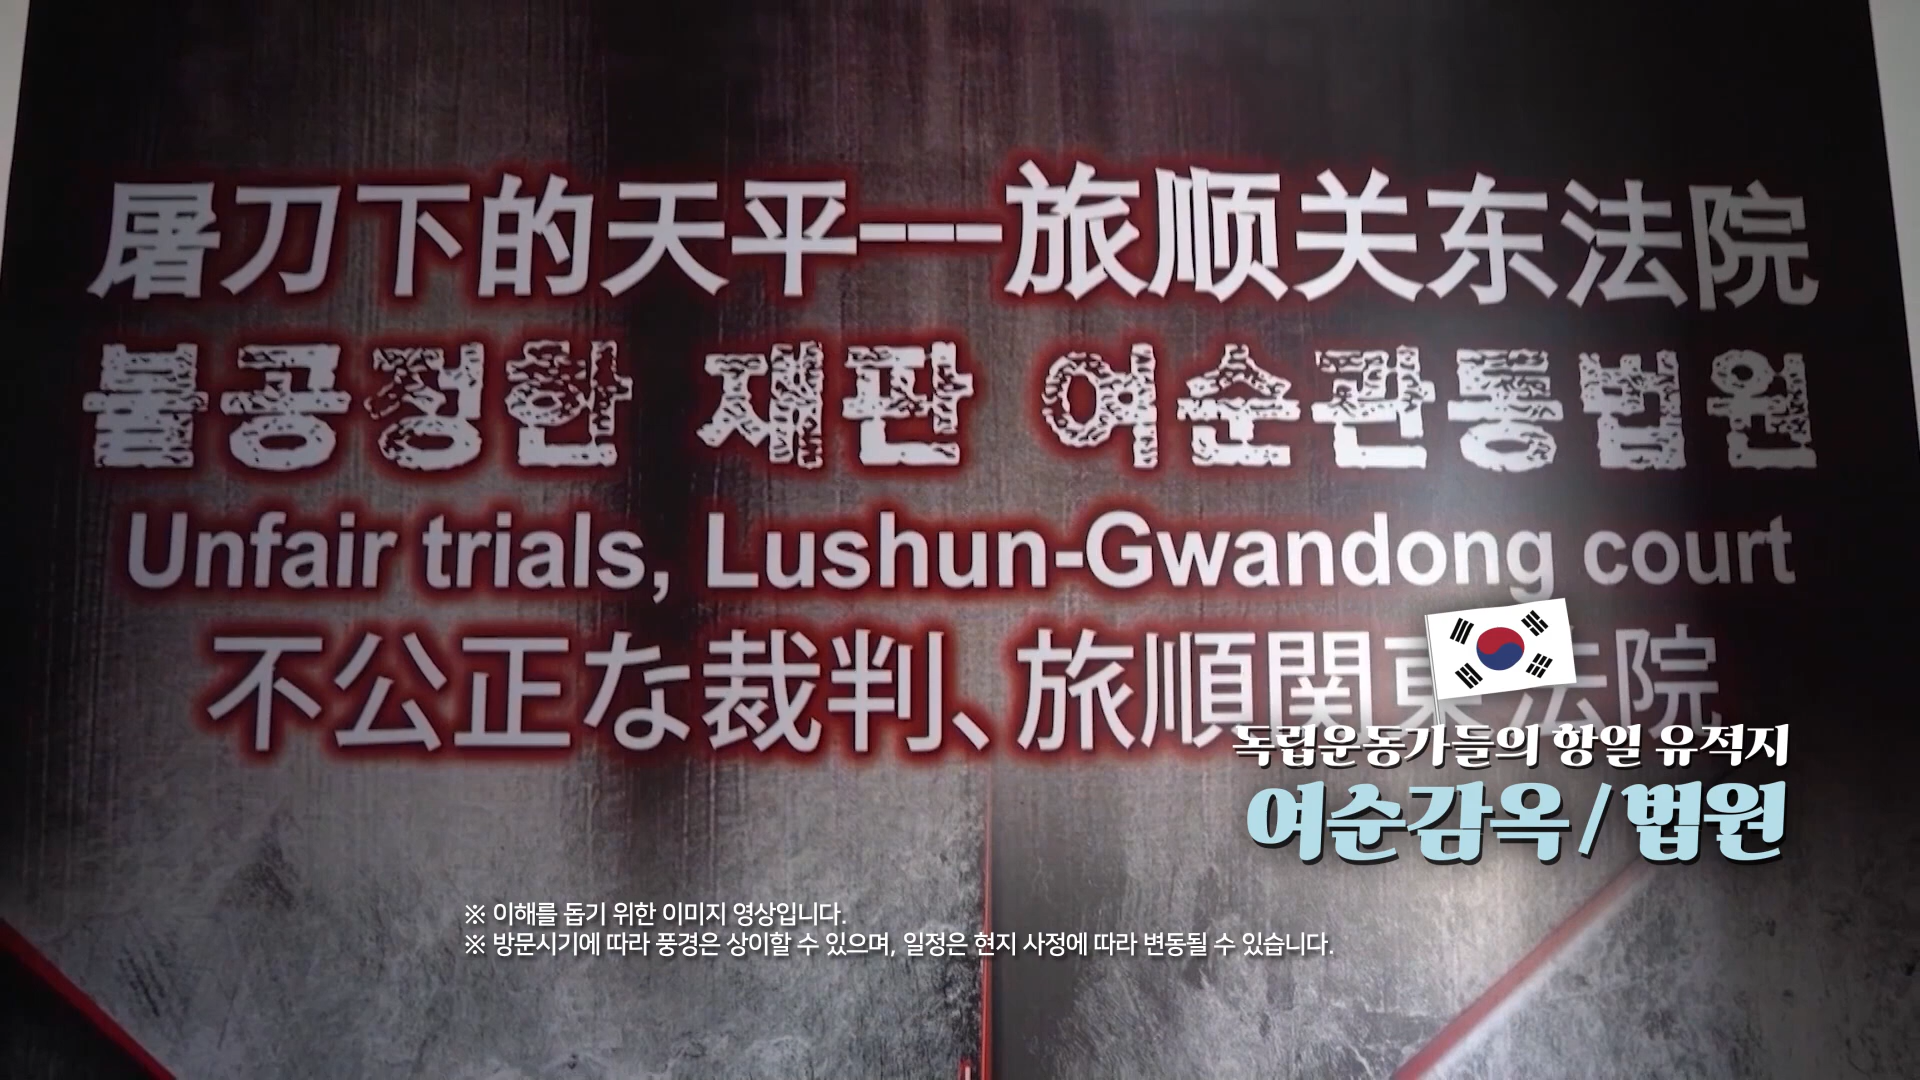 屠刀下的天平---旅顺关东法院
불공정한 재판 여순관동법원
Unfair trials, Lushun-Gwandong court
不公正な裁判、旅順関東法院
독립운동가들의 항일 유적지
여순감옥/법원
※ 이해를 돕기 위한 이미지 영상입니다.
※ 방문시기에 따라 풍경은 상이할 수 있으며, 일정은 현지 사정에 따라 변동될 수 있습니다.